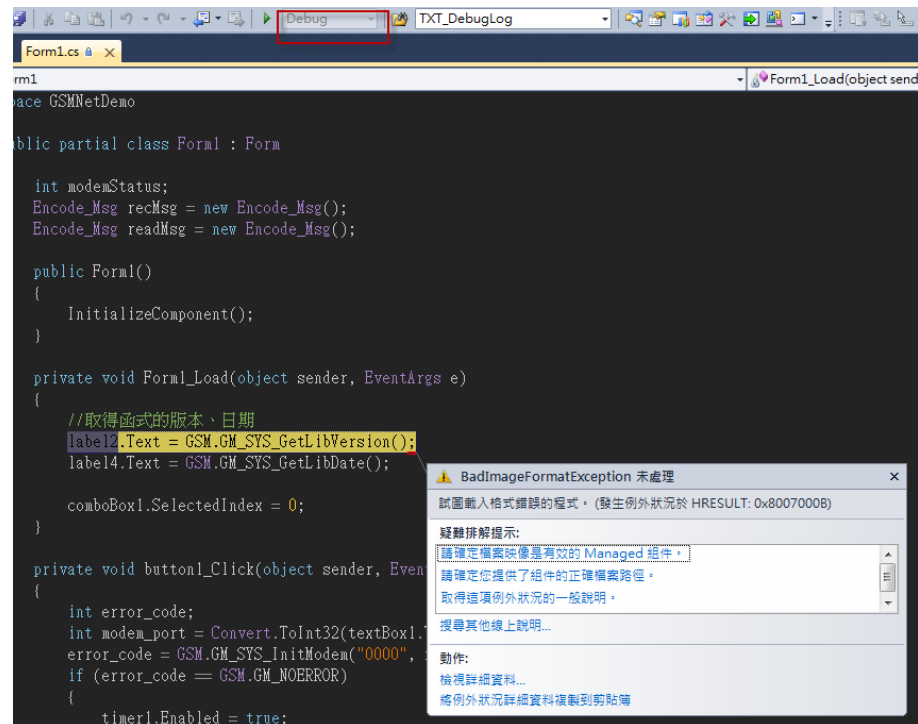 Debug
TXT_DebugLog
Form1.cs
rm1
Form1_Load(object send
pace GSMNetDemo
ublic partial class Form1 : Form
int modemStatus;
Encode_Msg recMsg = new Encode_Msg();
Encode_Msg readMsg = new Encode_Msg();
public Form1()
{
InitializeComponent();
}
private void Form1_Load(object sender, EventArgs e)
{
//取得函式的版本、日期
label2.Text = GSM.GM_SYS_GetLibVersion();
label4.Text = GSM.GM_SYS_GetLibDate();
comboBox1.SelectedIndex = 0;
}
private void button1_Click(object sender, Even
{
int error_code;
int modem_port = Convert.ToInt32(textBox1.
error_code = GSM.GM_SYS_InitModem("0000",
if (error_code == GSM.GM_NOERROR)
{
timer1.Enabled = true;
BadImageFormatException 未處理
試圖載入格式錯誤的程式。 (發生例外狀況於 HRESULT: 0x8007000B)
疑難排解提示:
請確定檔案映像是有效的 Managed 組件。
請確定您提供了組件的正確檔案路徑。
取得這項例外狀況的一般說明。
搜尋其他線上說明...
動作:
檢視詳細資料...
將例外狀況詳細資料複製到剪貼簿